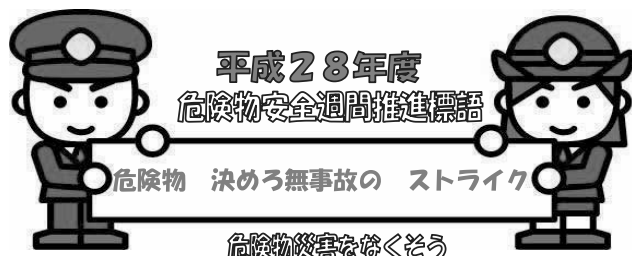 平成２８年度
危険物安全週間推進標語
危険物　決めろ無事故の　ストライク
危険物災害をなくそう